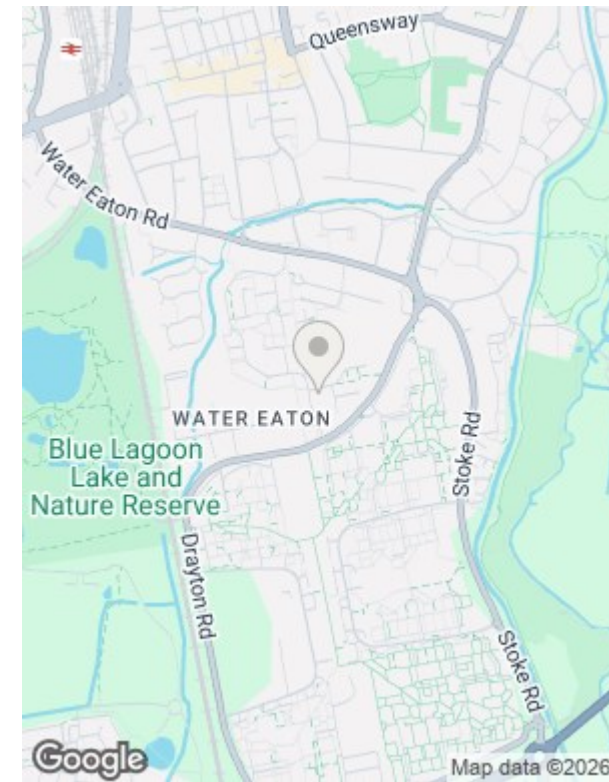 Queensway
Water Eaton Rd
WATER EATON
Blue Lagoon
Lake and
Nature Reserve
Stoke Rd
Drayton Rd
Stoke Rd
Google
Map data ©2026